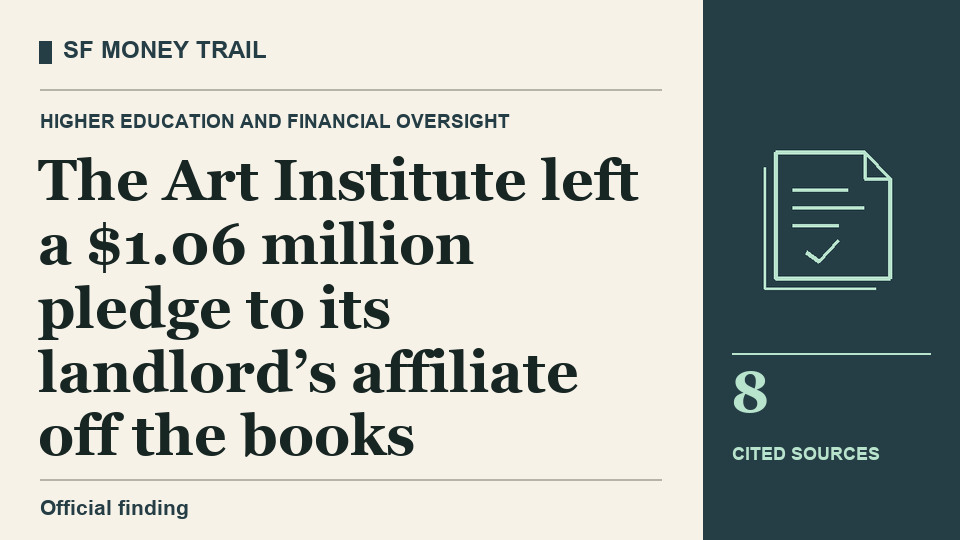 SF MONEY TRAIL
HIGHER EDUCATION AND FINANCIAL OVERSIGHT
The Art Institute left
a $1.06 million
pledge to its
landlord’s affiliate
off the books
Official finding
8
CITED SOURCES